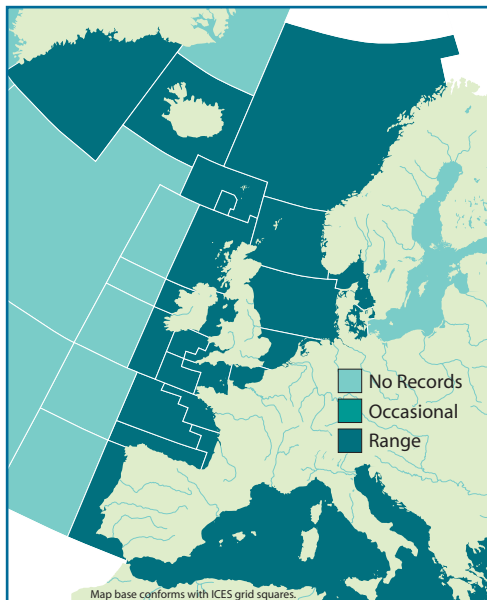 No Records
Occasional
Range
Map base conforms with ICES grid squares.